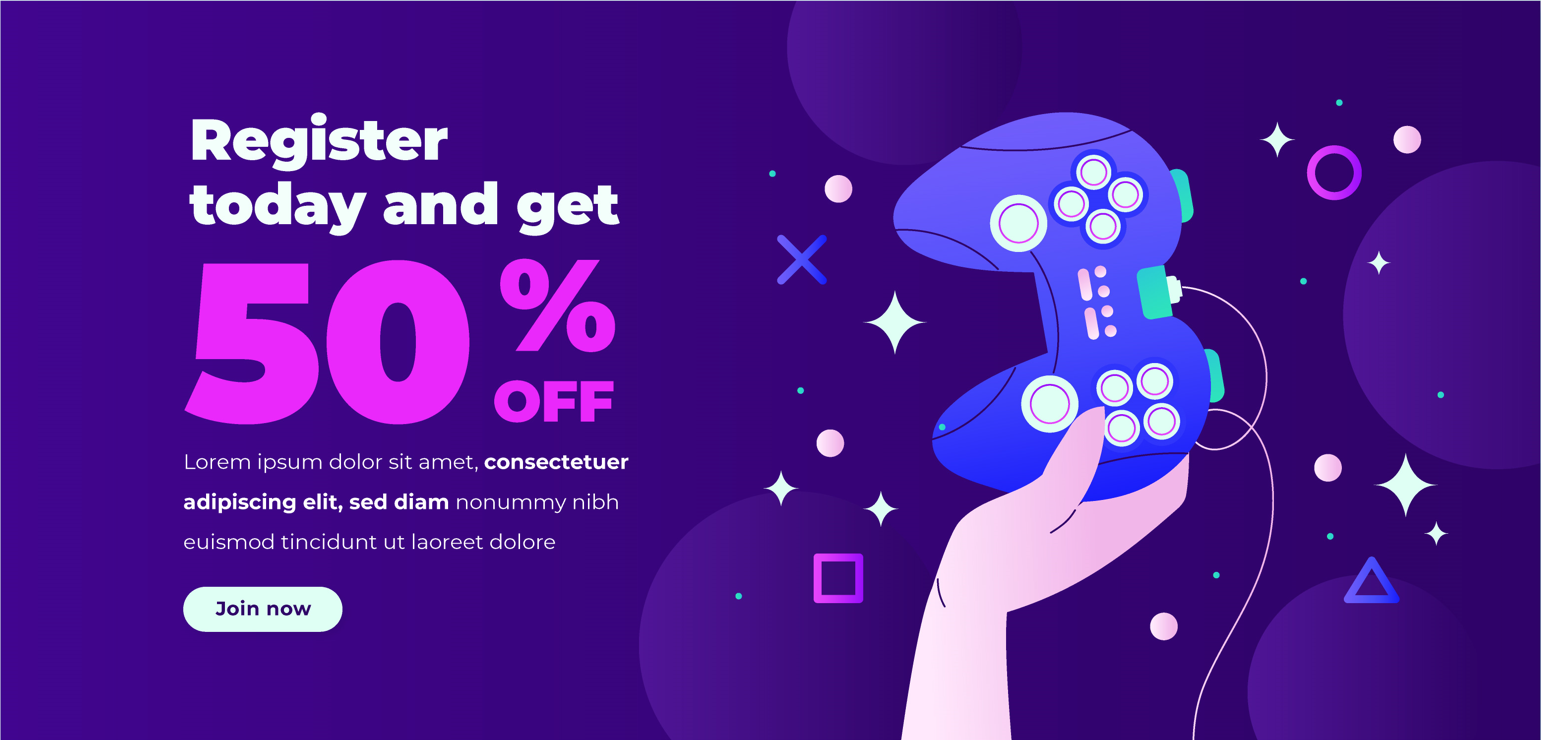 Register
today and get
50%
OFF
Lorem ipsum dolor sit amet, consectetuer
adipiscing elit, sed diam nonummy nibh
euismod tincidunt ut laoreet dolore
Join now